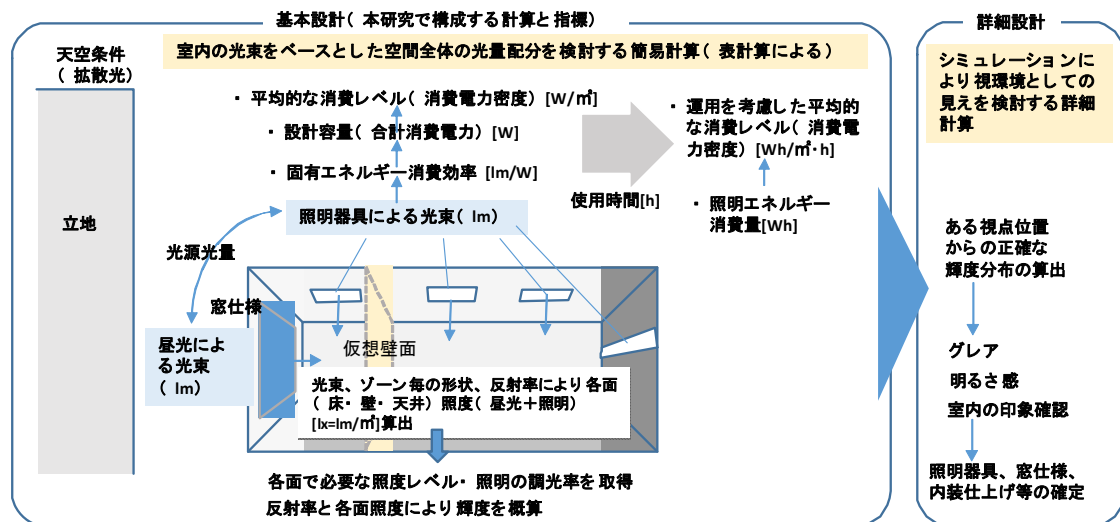 基本設計( 本研究で構成する計算と指標)
天空条件
( 拡散光)
室内の光束をベースとした空間全体の光量配分を検討する簡易計算( 表計算による)
・ 平均的な消費レベル( 消費電力密度) [W/㎡]
・ 設計容量( 合計消費電力) [W]
・ 固有エネルギー消費効率 [lm/W]
照明器具による光束( lm)
使用時間[h]
・ 運用を考慮した平均的
な消費レベル( 消費電
力密度) [Wh/㎡・h]
・ 照明エネルギー
消費量[Wh]
立地
光源光量
窓仕様
昼光によ
る光束
( lm)
仮想壁面
光束、ゾーン毎の形状、反射率により各面
( 床・ 壁・ 天井) 照度( 昼光＋照明)
[lx=lm/㎡]算出
各面で必要な照度レベル・ 照明の調光率を取得
反射率と各面照度により輝度を概算
詳細設計
シミュレーションに
より視環境としての
見えを検討する詳細
計算
ある視点位置
からの正確な
輝度分布の算出
グレア
明るさ感
室内の印象確認
照明器具、窓仕様、
内装仕上げ等の確定